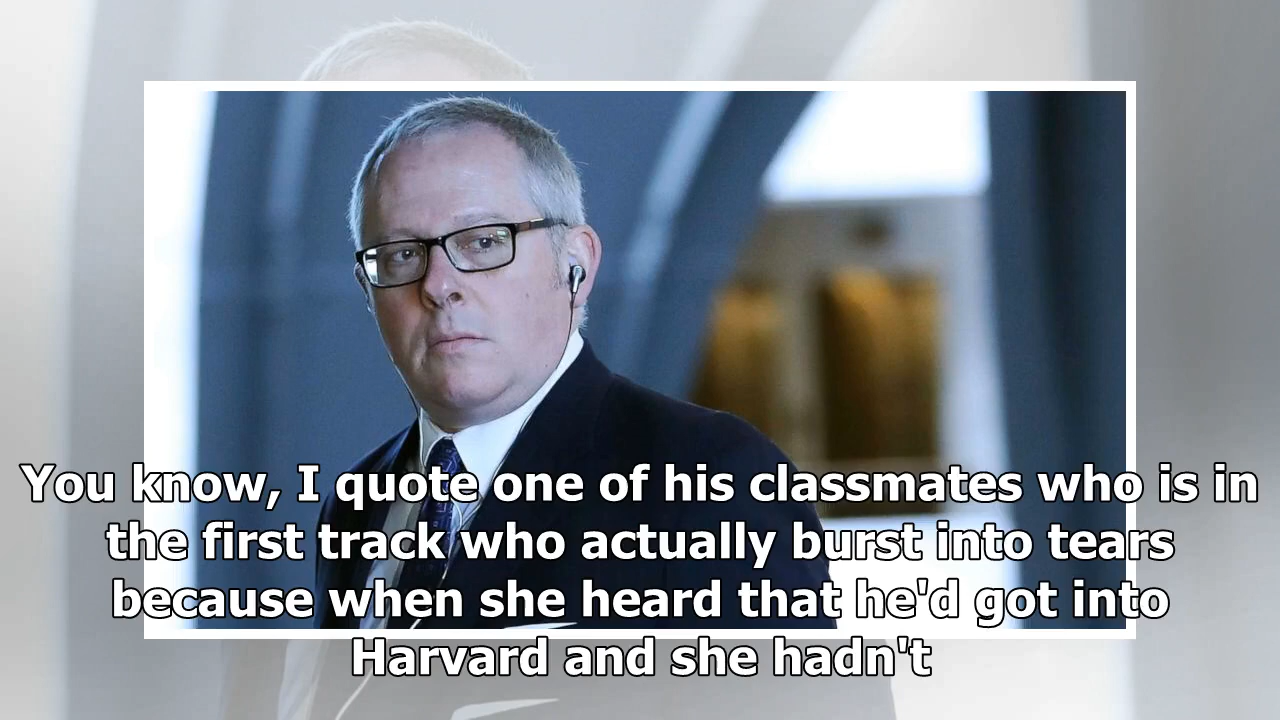 You know, I quote one of his classmates who is in
the first track who actually burst into tears
because when she heard that he'd got into
Harvard and she hadn't